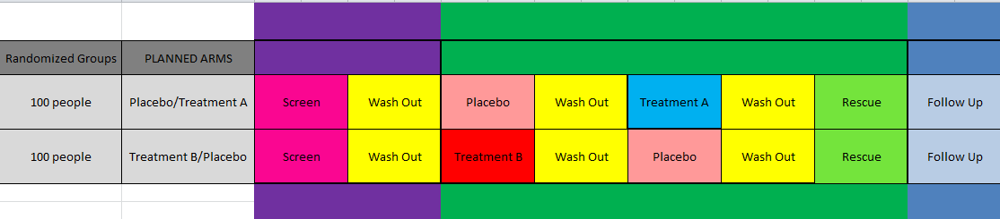 Randomized Groups PLANNED ARMS
100 people Placebo/Treatment A Screen Wash Out Placebo Wash Out Treatment A Wash Out Rescue Follow Up
100 people Treatment B/Placebo Screen Wash Out Treatment B Wash Out Placebo Wash Out Rescue Follow Up